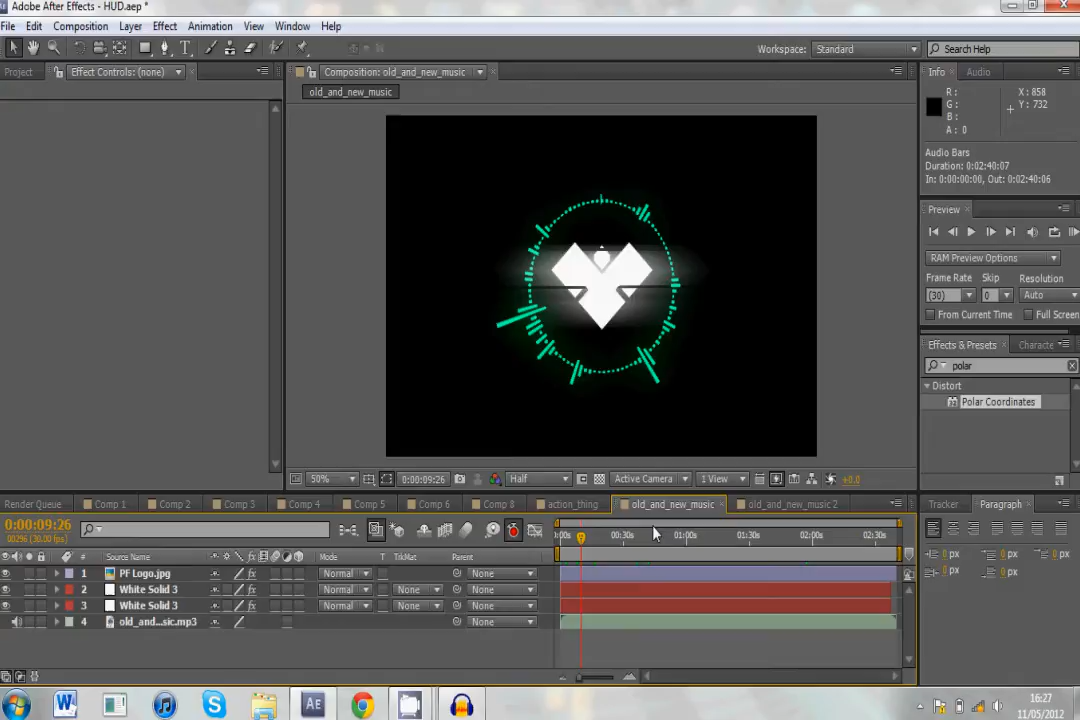 Adobe After Effects - HUD.aep *
File Edit Composition Layer Effect Animation View Window Help
Workspace: Standard Search Help
Project Effect Controls: (none) Composition: old_and_new_music Info Audio
old_and_new_music
R: X: 858
G: Y: 732
B:
A: 0
Audio Bars
Duration: 0:02:40:07
In: 0:00:00:00, Out: 0:02:40:06
Preview
RAM Preview Options
Frame Rate Skip Resolution
(30) 0 Auto
From Current Time Full Screen
Effects & Presets Characte
polar
Distort
32 Polar Coordinates
50% 0:00:09:26 Half Active Camera 1 View +0.0
Render Queue Comp 1 Comp 2 Comp 3 Comp 4 Comp 5 Comp 6 Comp 8 action_thing old_and_new_music old_and_new_music 2 Tracker Paragraph
0:00:09:26
00296 (30.00 fps)
):00s 00:30s 01:00s 01:30s 02:00s 02:30s
# Source Name Mode T TrkMat Parent
1 PF Logo.jpg Normal None
2 White Solid 3 Normal None None
3 White Solid 3 Normal None None
4 old_and...sic.mp3 None
0 px 0 px 0 px
0 px 0 px
16:27
11/05/2012